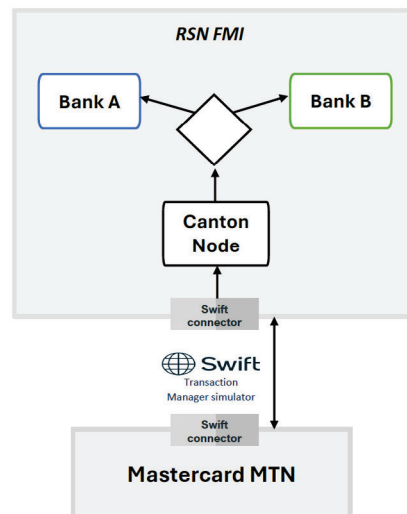 RSN FMI
Bank A
Bank B
Canton
Node
Swift
connector
Swift
Transaction
Manager simulator
Swift
connector
Mastercard MTN